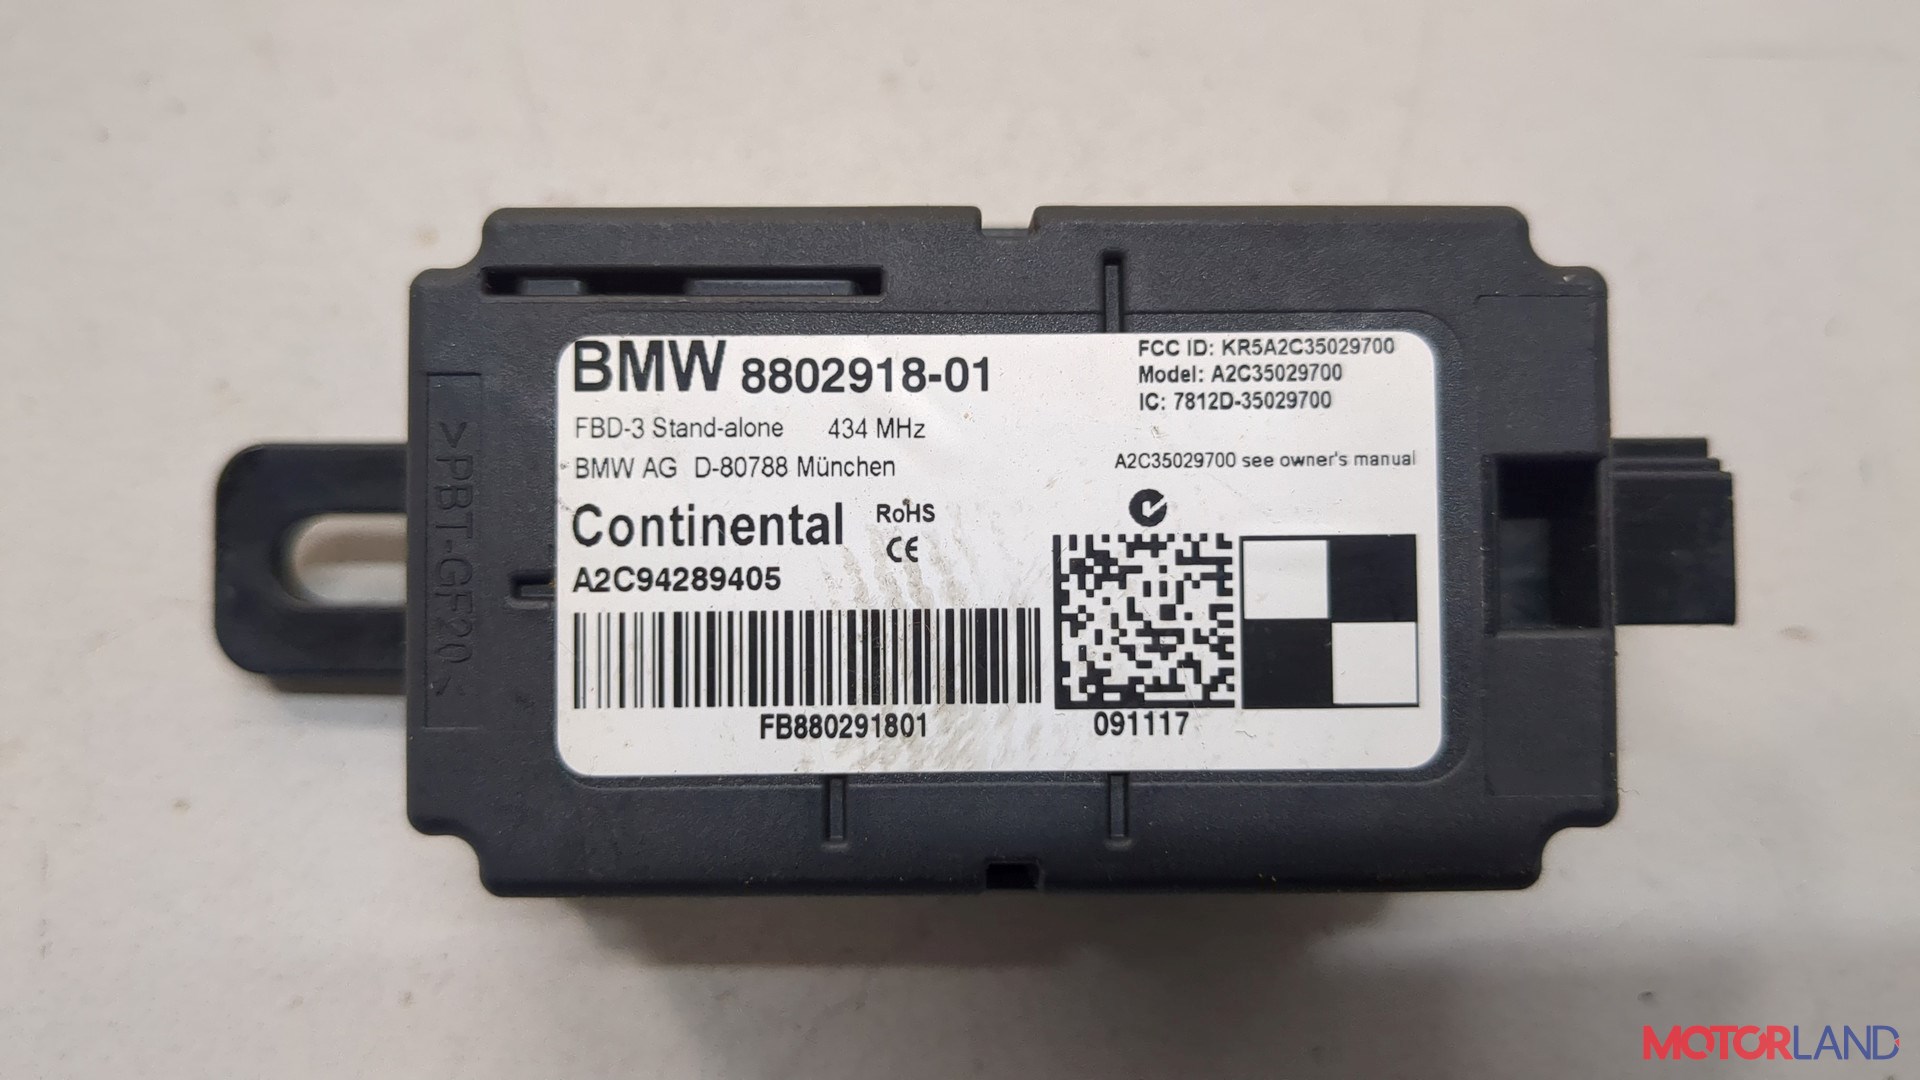 BMW 8802918-01
FBD-3 Stand-alone 434 MHz
BMW AG D-80788 München
FCC ID: KR5A2C35029700
Model: A2C35029700
IC: 7812D-35029700
A2C35029700 see owner's manual
Continental
RoHS
CE
A2C94289405
FB880291801
091117
>PBT-GF20<
MOTORLAND